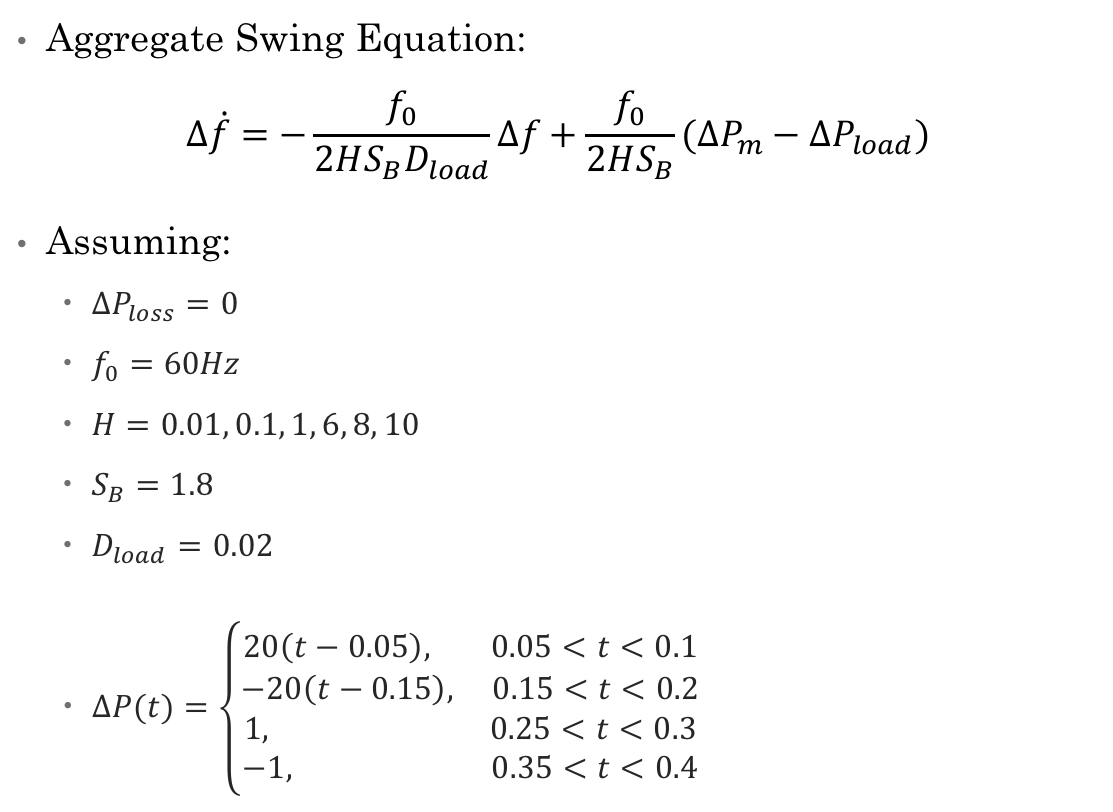 • Aggregate Swing Equation:
Δḟ = − f₀ / (2HS_B D_load) Δf + f₀ / (2HS_B) (ΔP_m − ΔP_load)
• Assuming:
• ΔP_loss = 0
• f₀ = 60Hz
• H = 0.01, 0.1, 1, 6, 8, 10
• S_B = 1.8
• D_load = 0.02
• ΔP(t) = {
20(t − 0.05), 0.05 < t < 0.1
−20(t − 0.15), 0.15 < t < 0.2
1, 0.25 < t < 0.3
−1, 0.35 < t < 0.4